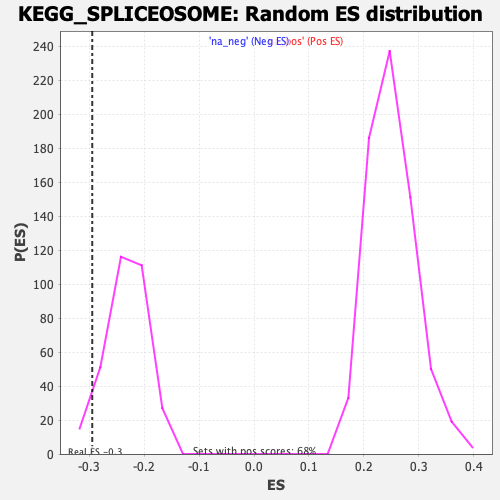 KEGG_SPLICEOSOME: Random ES distribution
'na_neg' (Neg ES) pos' (Pos ES)
240
220
200
180
160
140
120
100
80
60
40
20
0
P(ES)
Real ES -0.3
Sets with pos scores: 68%
-0.3 -0.2 -0.1 0.0 0.1 0.2 0.3 0.4
ES